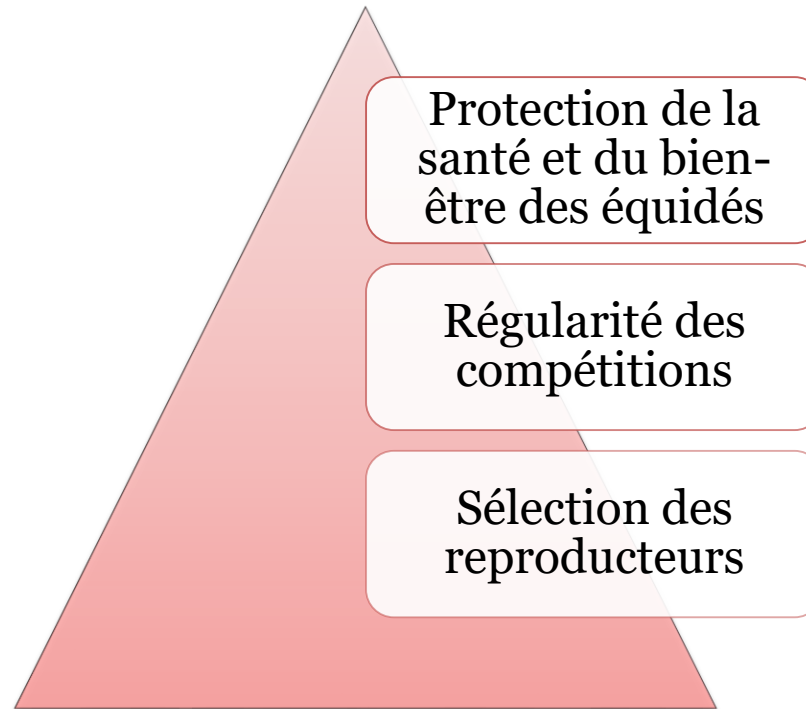 Protection de la
santé et du bien-
être des équidés
Régularité des
compétitions
Sélection des
reproducteurs